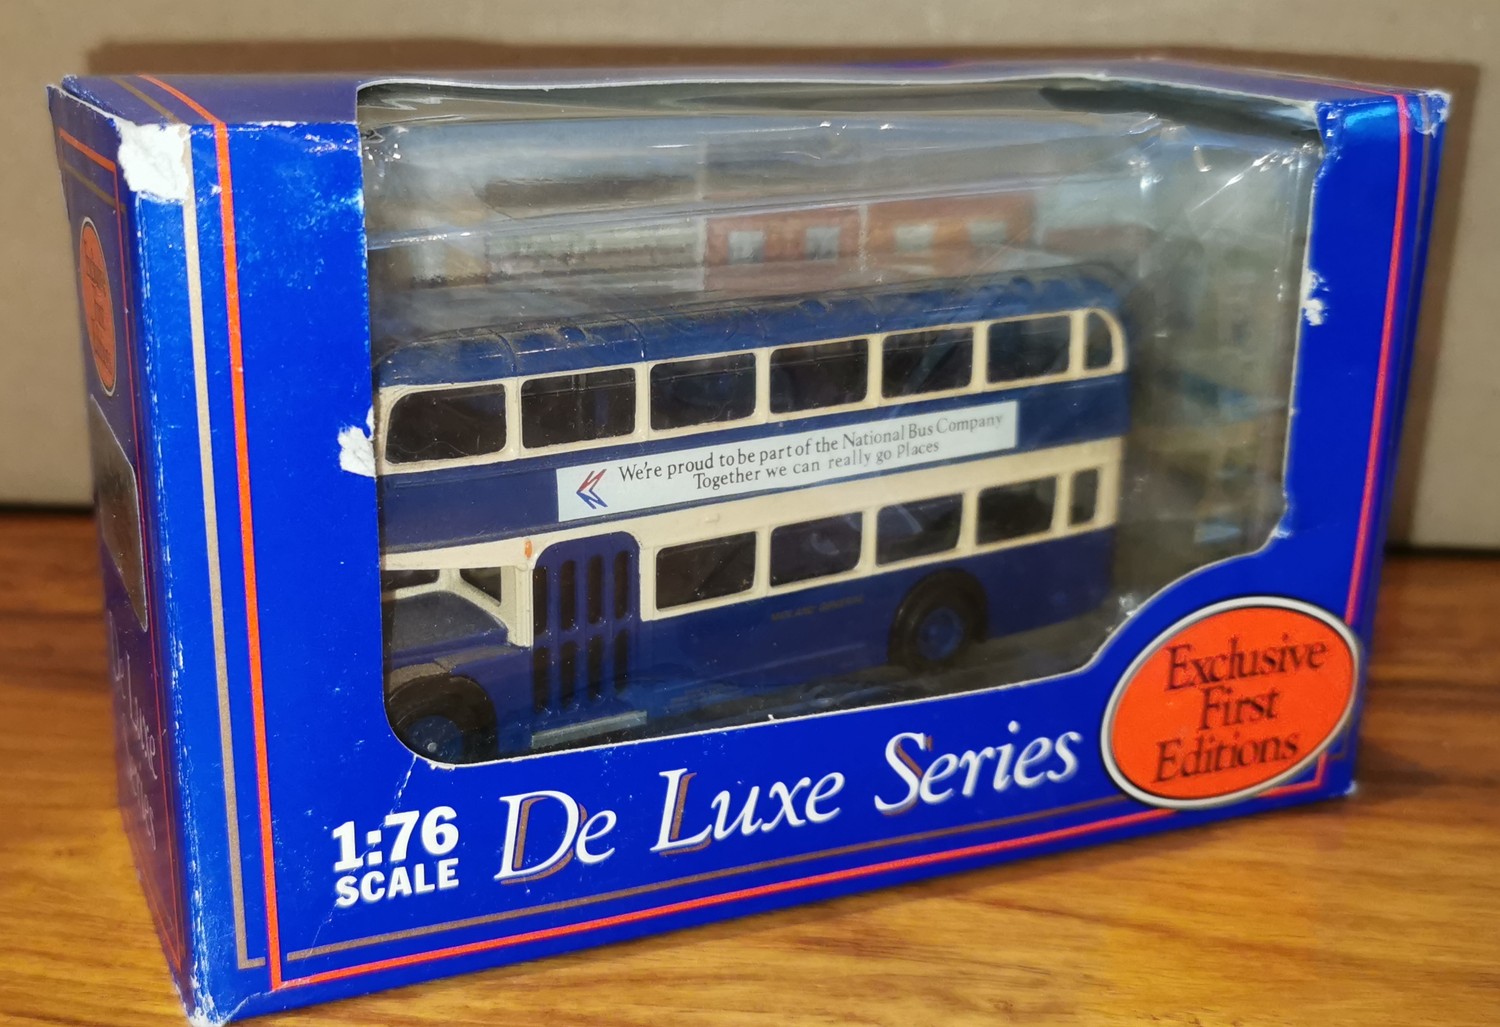 We're proud to be part of the National Bus Company
Together we can really go places
1:76
SCALE
De Luxe Series
Exclusive
First
Editions